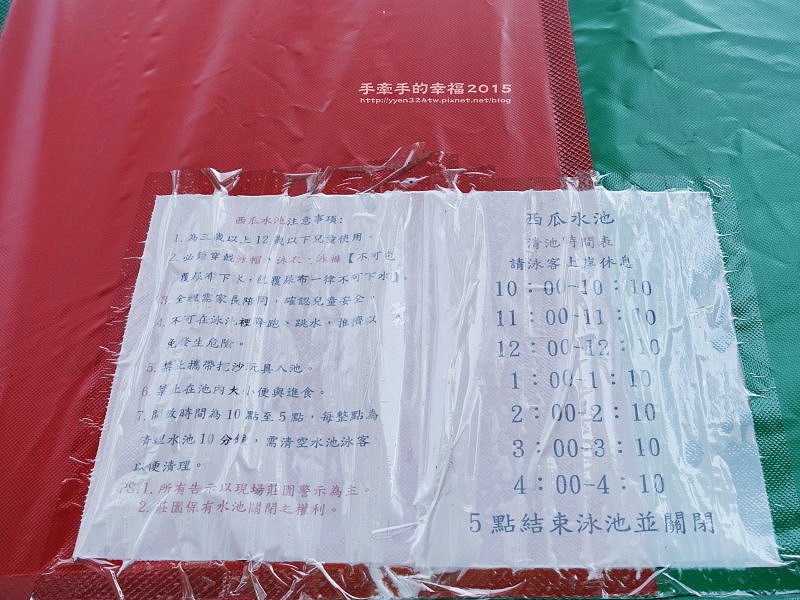 手牽手的幸福2015
http://yyen324tw.pixnet.net/blog
西瓜水池注意事項:
1. 為三歲以上12歲以下兒童使用。
2. 必須穿戴泳帽，泳衣、泳褲【不可包
覆尿布下水，包覆尿布一律不可下水】。
3. 全程需家長陪同，確認兒童安全。
4. 不可在泳池裡奔跑、跳水，推擠以
免發生危險。
5. 禁止攜帶挖沙玩具入池。
6. 禁止在池內大小便與進食。
7. 開放時間為10點至5點，每整點為
清理水池10分鐘，需清空水池泳客
以便清理。
PS:1. 所有告示以現場莊園警示為主。
2. 莊園保有水池關閉之權利。
西瓜水池
清池時間表
請泳客上岸休息
10：00-10：10
11：00-11：10
12：00-12：10
1：00-1：10
2：00-2：10
3：00-3：10
4：00-4：10
5點結束泳池並關閉